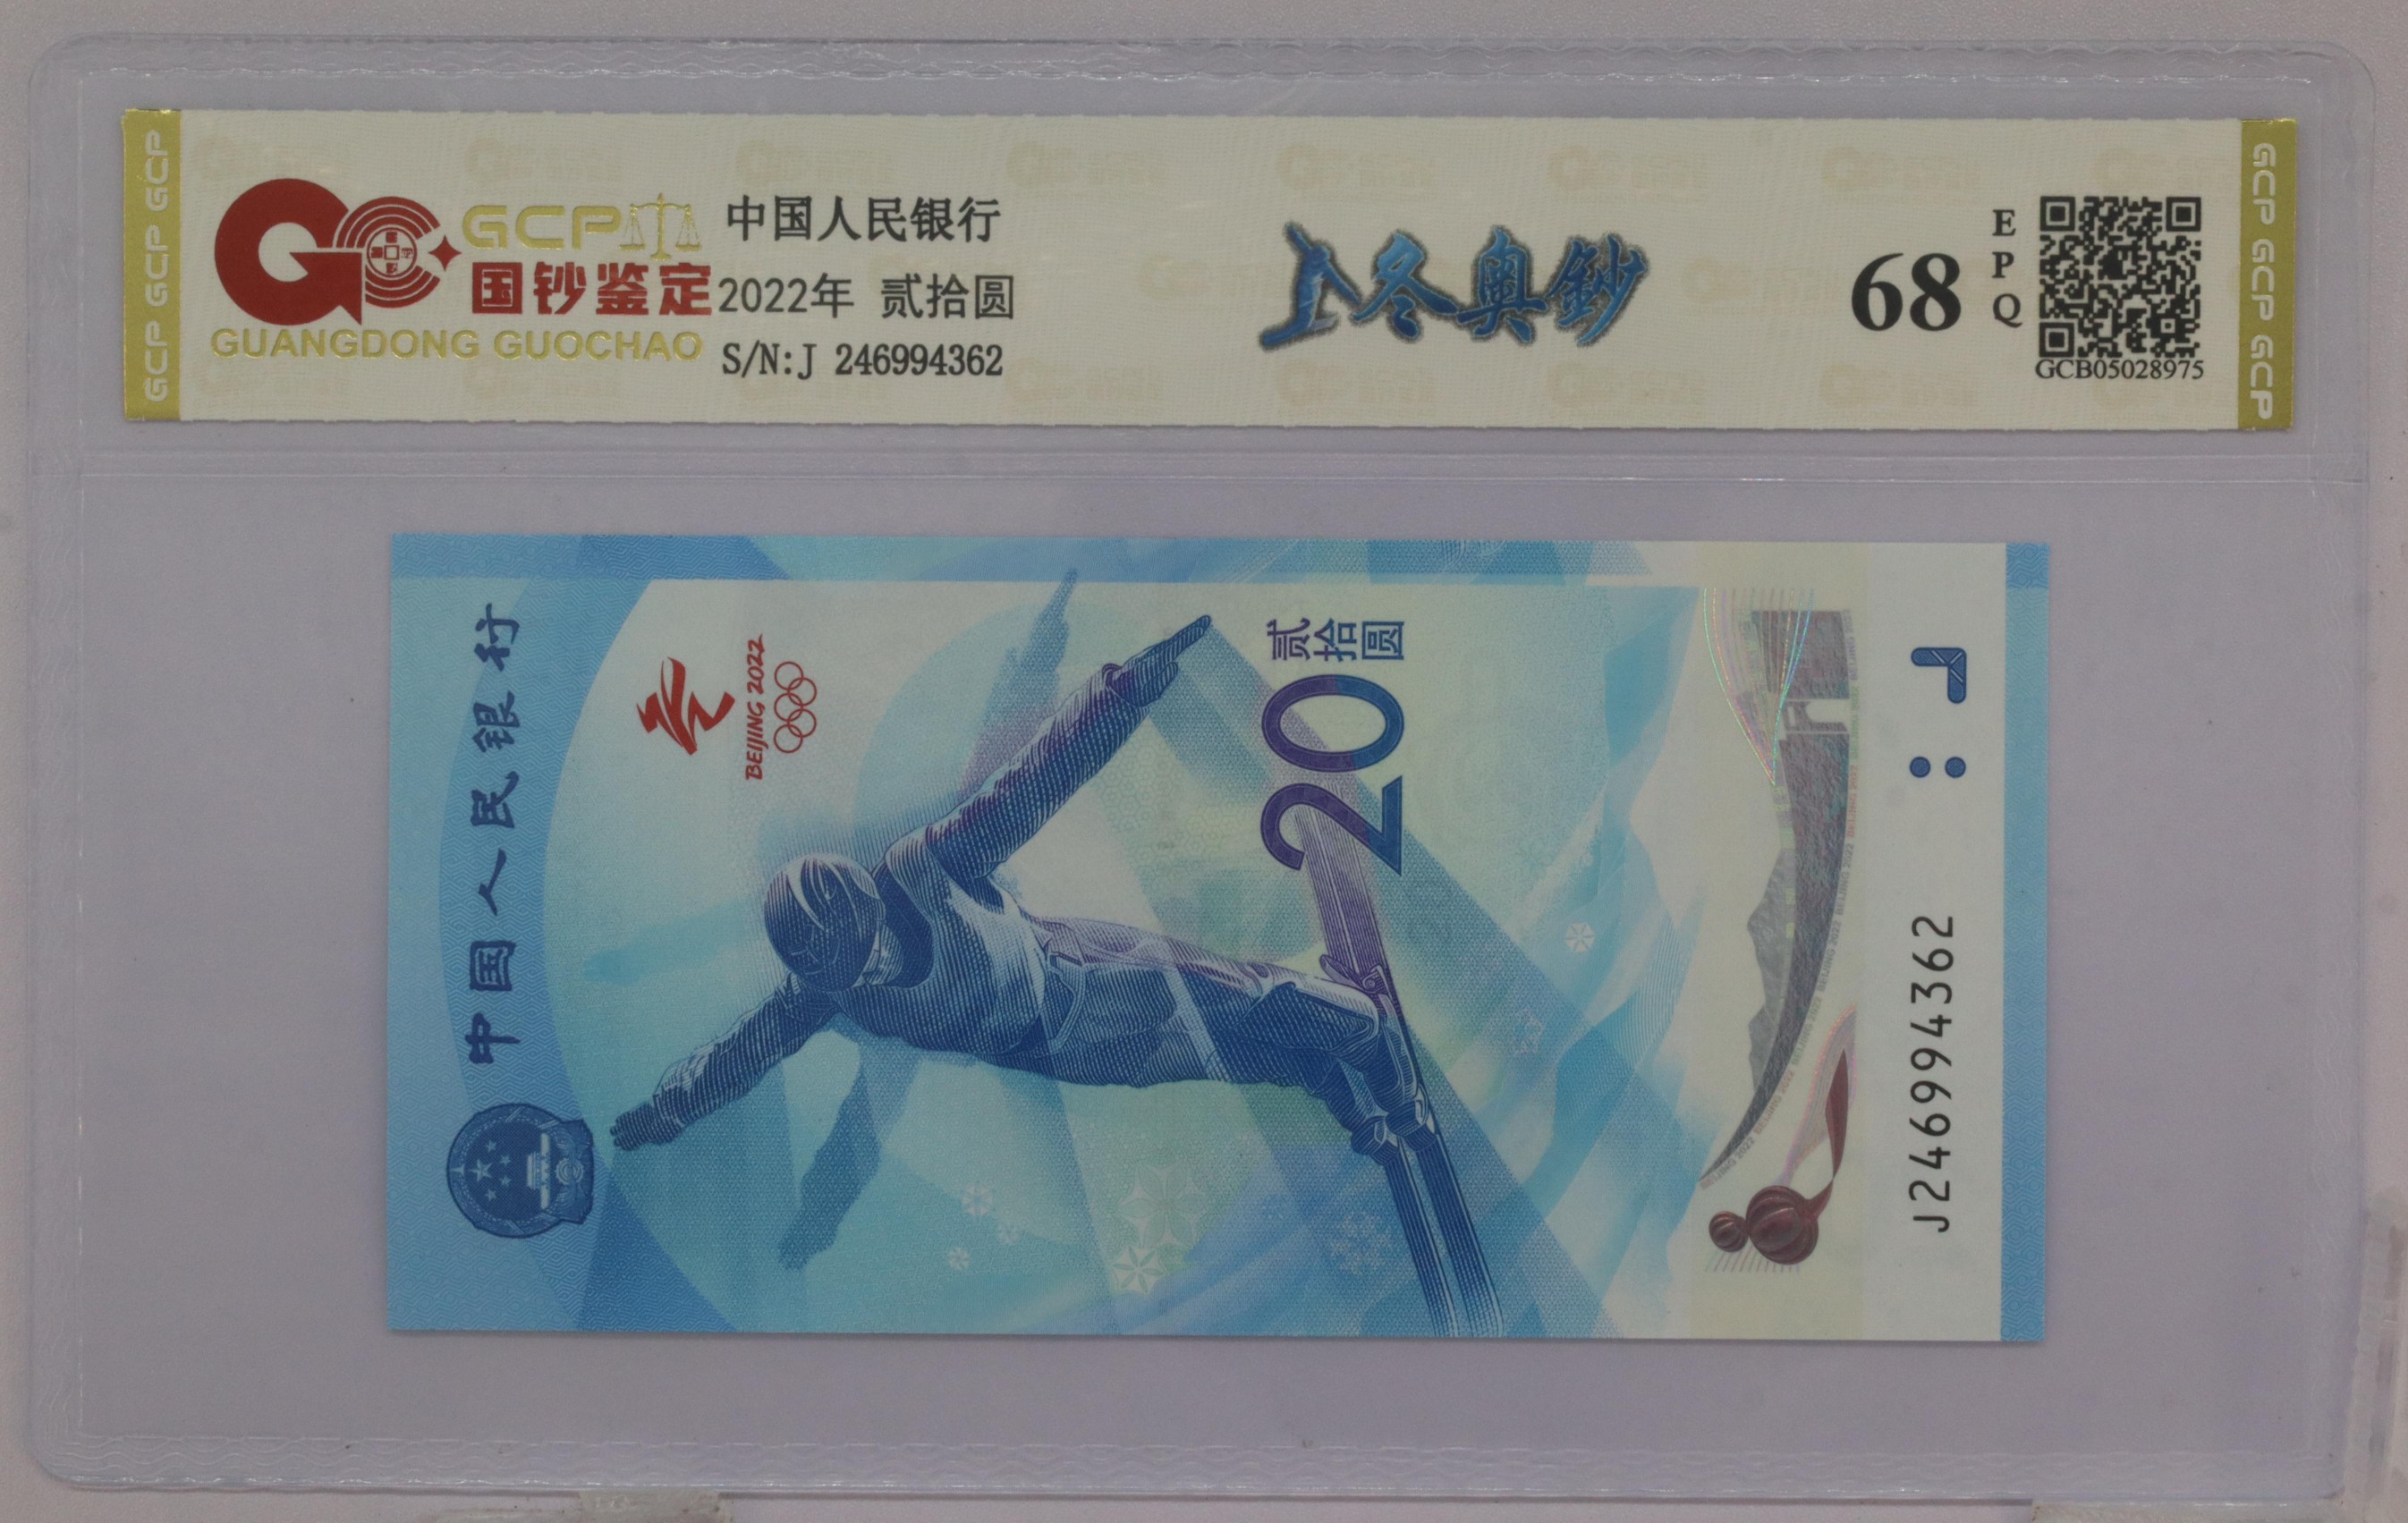 GCP GCP GCP
GCP
国钞鉴定
GUANGDONG GUOCHAO
中国人民银行
2022年 贰拾圆
S/N:J 246994362
冬奥鈔
68
EPQ
GCB05028975
GCP GCP GCP
中国人民银行
BEIJING 2022
贰拾圆
20
J246994362